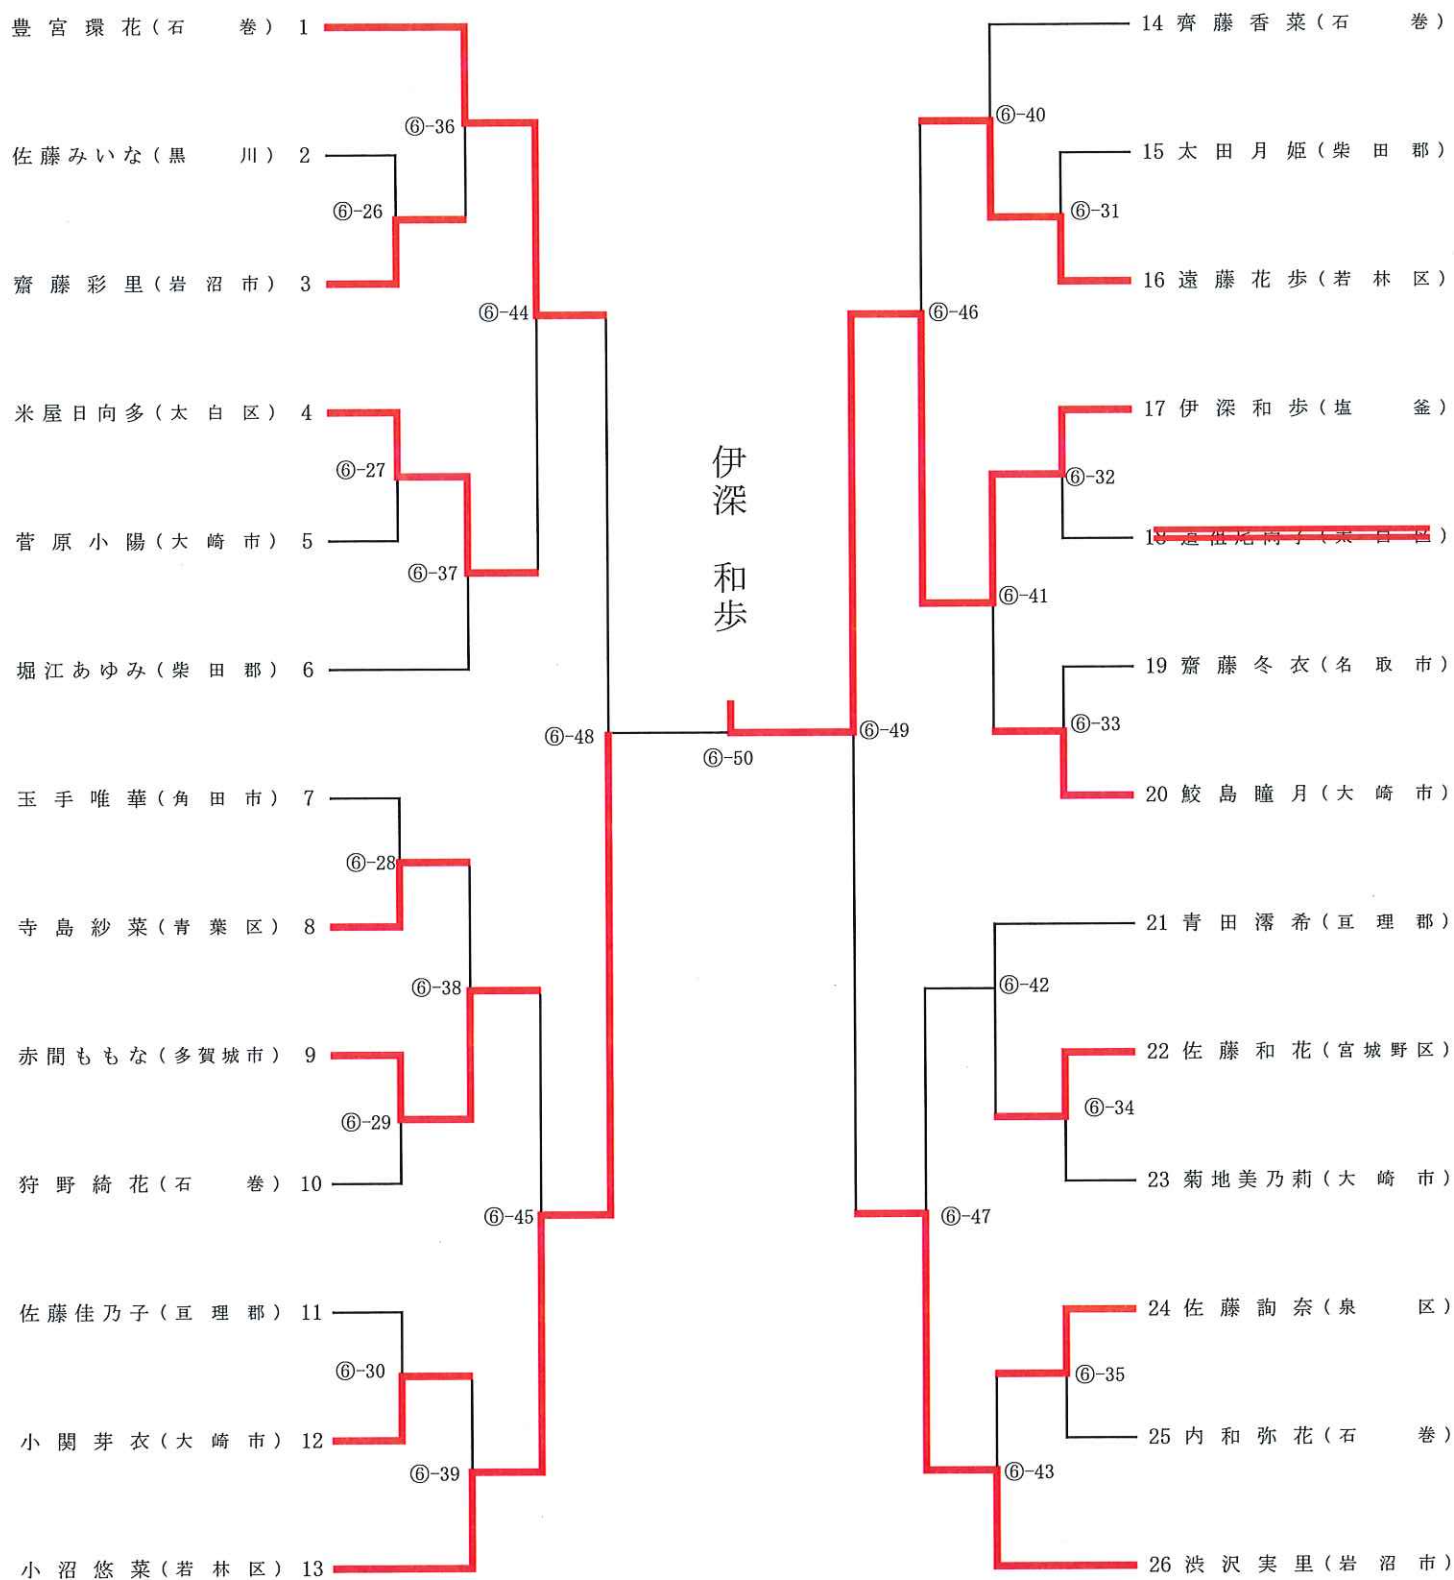 豊宮環花(石巻) 1
⑥-36
佐藤みいな(黒川) 2
⑥-26
齋藤彩里(岩沼市) 3
⑥-44
米屋日向多(太白区) 4
⑥-27
菅原小陽(大崎市) 5
⑥-37
堀江あゆみ(柴田郡) 6
⑥-48
玉手唯華(角田市) 7
⑥-28
寺島紗菜(青葉区) 8
⑥-38
赤間ももな(多賀城市) 9
⑥-29
狩野綺花(石巻) 10
⑥-45
佐藤佳乃子(亘理郡) 11
⑥-30
小関芽衣(大崎市) 12
⑥-39
小沼悠菜(若林区) 13
伊深 和歩
⑥-50
14 齊藤香菜(石巻)
⑥-40
15 太田月姫(柴田郡)
⑥-31
16 遠藤花歩(若林区)
⑥-46
17 伊深和歩(塩釜)
⑥-32
18
⑥-41
19 齋藤冬衣(名取市)
⑥-33
⑥-49
20 鮫島瞳月(大崎市)
21 青田澪希(亘理郡)
⑥-42
22 佐藤和花(宮城野区)
⑥-34
23 菊地美乃莉(大崎市)
⑥-47
24 佐藤詢奈(泉区)
⑥-35
25 内和弥花(石巻)
⑥-43
26 渋沢実里(岩沼市)